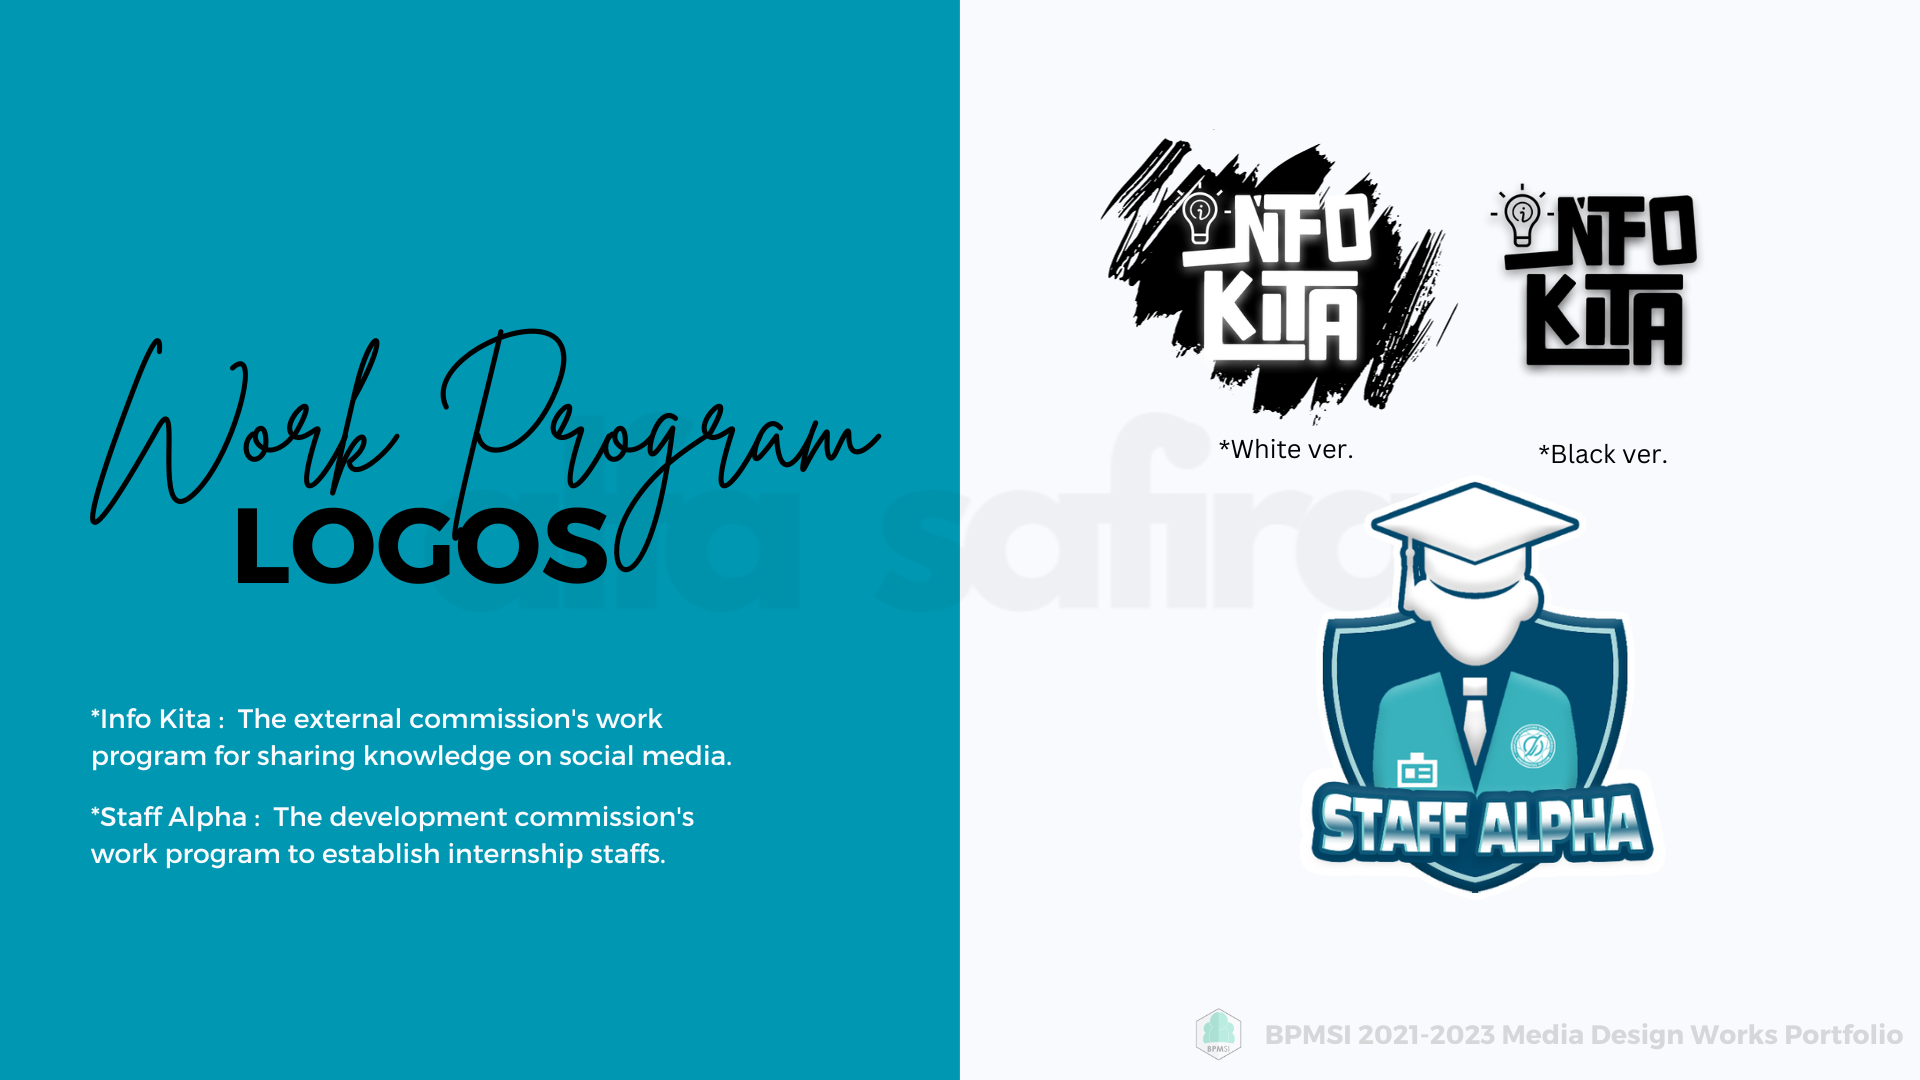 Work Program
LOGOS
*Info Kita :  The external commission's work
program for sharing knowledge on social media.
*Staff Alpha :  The development commission's
work program to establish internship staffs.
iNFO
KiTA
*White ver.
iNFO
KiTA
*Black ver.
safira
STAFF ALPHA
BPMSI
BPMSI 2021-2023 Media Design Works Portfolio